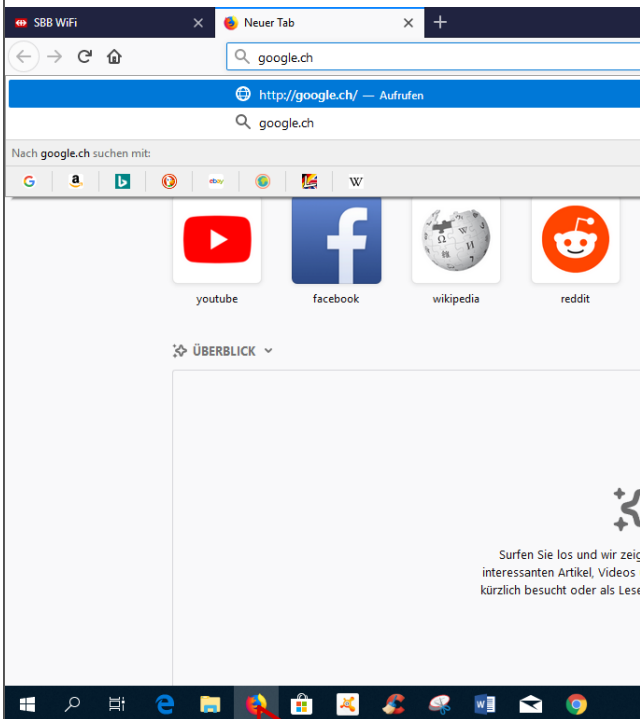 SBB WiFi
Neuer Tab
google.ch
http://google.ch/ — Aufrufen
google.ch
Nach google.ch suchen mit:
G a b ebay W
youtube facebook wikipedia reddit
ÜBERBLICK
Surfen Sie los und wir zeig
interessanten Artikel, Videos
kürzlich besucht oder als Lese